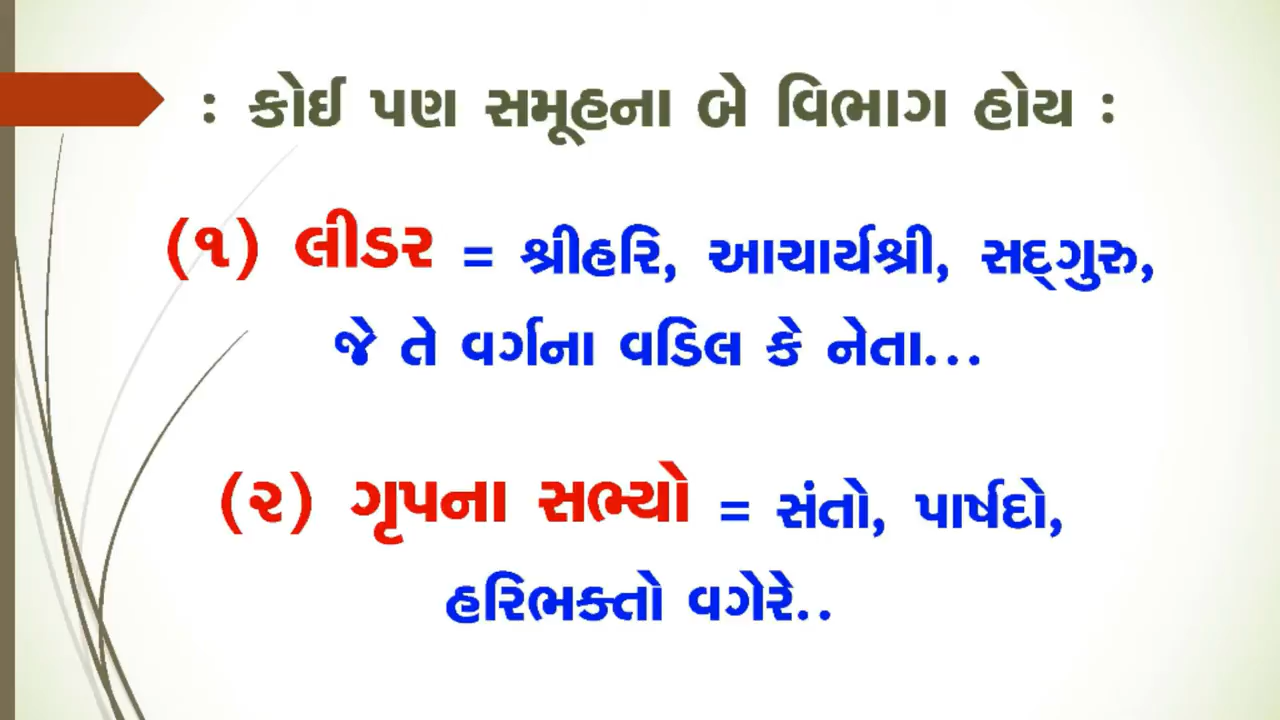 : કોઈ પણ સમૂહના બે વિભાગ હોય :
(૧) લીડર = શ્રીહરિ, આચાર્યશ્રી, સદ્‌ગુરુ,
જે તે વર્ગના વડિલ કે નેતા...
(૨) ગૃપના સભ્યો = સંતો, પાર્ષદો,
હરિભક્તો વગેરે..